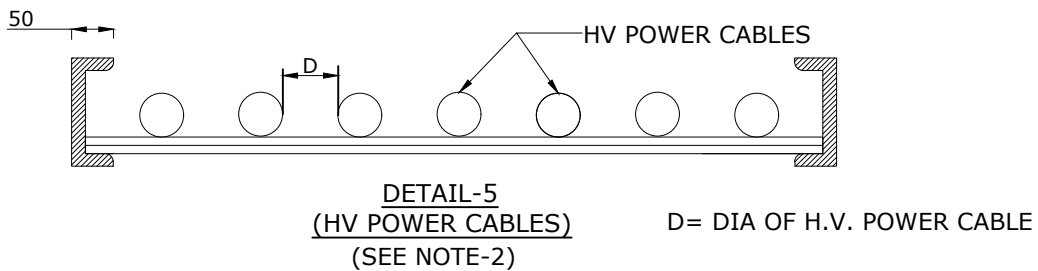 50
HV POWER CABLES
D
DETAIL-5
(HV POWER CABLES)
D= DIA OF H.V. POWER CABLE
(SEE NOTE-2)